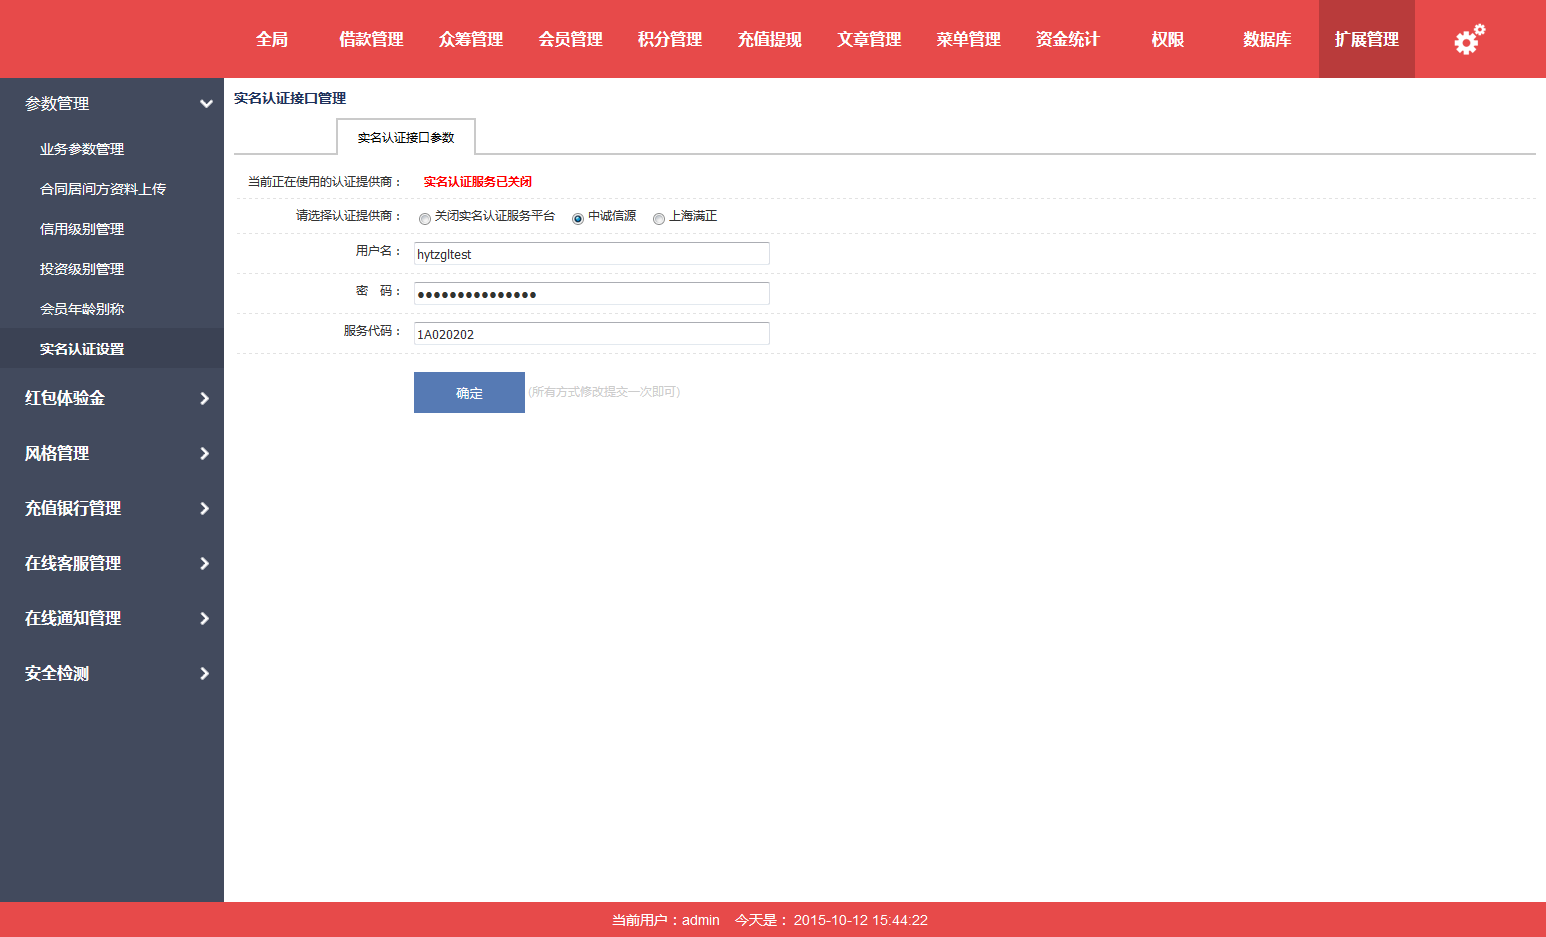 全局 借款管理 众筹管理 会员管理 积分管理 充值提现 文章管理 菜单管理 资金统计 权限 数据库 扩展管理
参数管理
业务参数管理
合同居间方资料上传
信用级别管理
投资级别管理
会员年龄别称
实名认证设置
红包体验金
风格管理
充值银行管理
在线客服管理
在线通知管理
安全检测
实名认证接口管理
实名认证接口参数
当前正在使用的认证提供商： 实名认证服务已关闭
请选择认证提供商： 关闭实名认证服务平台 中诚信源 上海满正
用户名： hytzgltest
密 码： ●●●●●●●●●●●●●●●
服务代码： 1A020202
确定 (所有方式修改提交一次即可)
当前用户：admin 今天是： 2015-10-12 15:44:22